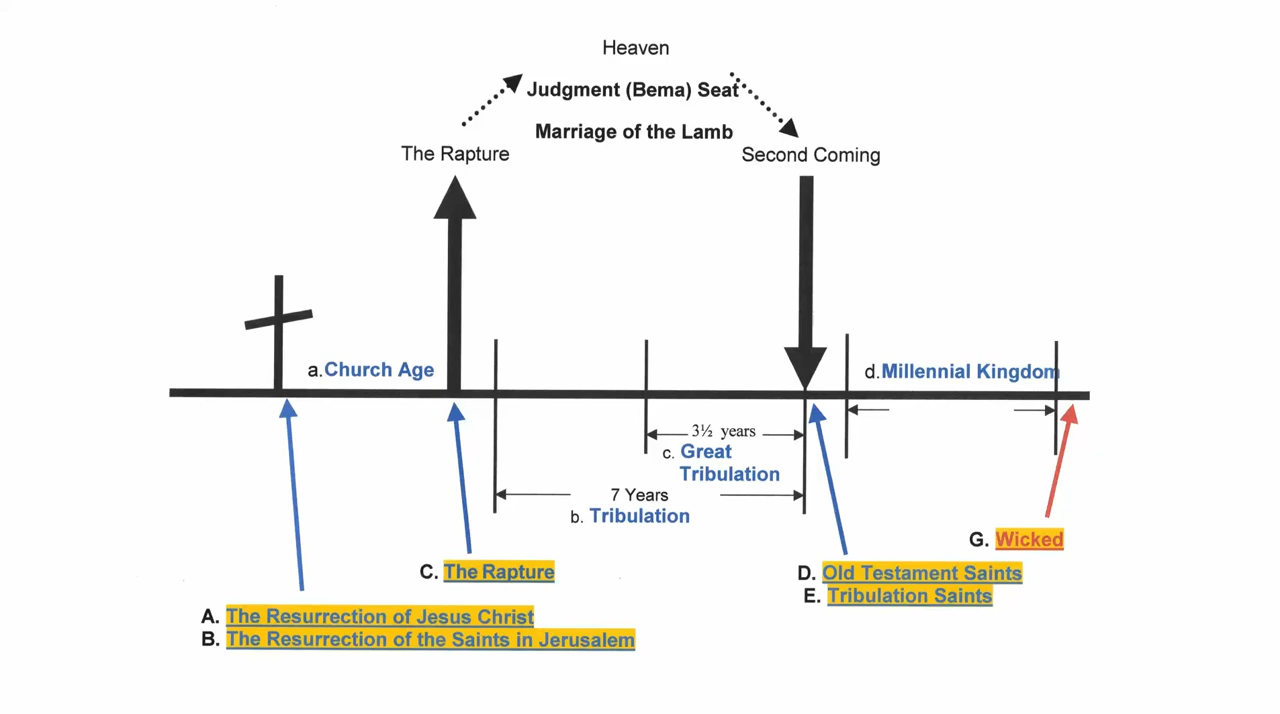 Heaven
Judgment (Bema) Seat
Marriage of the Lamb
The Rapture
Second Coming
a.Church Age
d.Millennial Kingdom
3½ years
c. Great
Tribulation
7 Years
b. Tribulation
G. Wicked
C. The Rapture
D. Old Testament Saints
E. Tribulation Saints
A. The Resurrection of Jesus Christ
B. The Resurrection of the Saints in Jerusalem